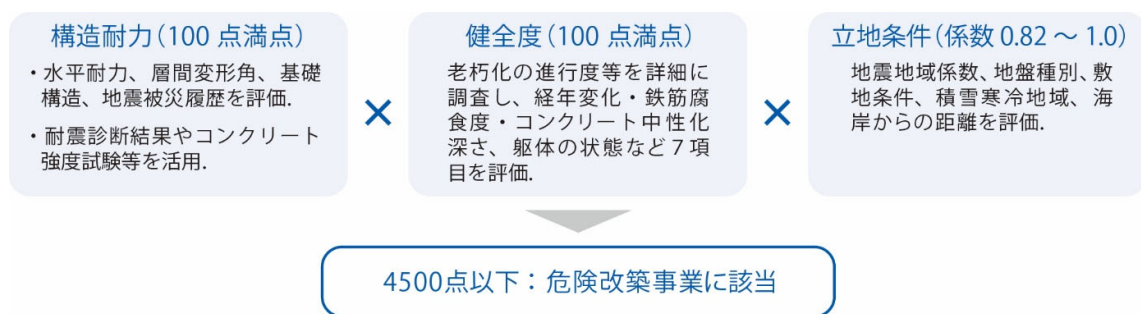 構造耐力(100 点満点)
・水平耐力、層間変形角、基礎
構造、地震被災履歴を評価.
・耐震診断結果やコンクリート
強度試験等を活用.
×
健全度(100 点満点)
老朽化の進行度等を詳細に
調査し、経年変化・鉄筋腐
食度・コンクリート中性化
深さ、躯体の状態など7項
目を評価.
×
立地条件(係数 0.82 ～ 1.0)
地震地域係数、地盤種別、敷
地条件、積雪寒冷地域、海
岸からの距離を評価.
4500点以下：危険改築事業に該当